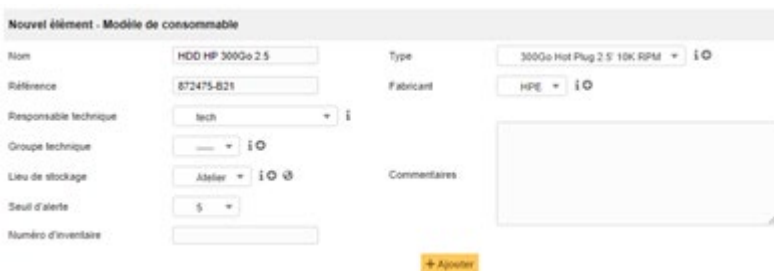 Nouvel élément - Modèle de consommable
Nom HDD HP 300Go 2.5 Type 300Go Hot Plug 2.5' 10K RPM
Référence 872475-B21 Fabricant HPE
Responsable technique tech
Groupe technique -----
Lieu de stockage Atelier Commentaires
Seuil d'alerte 5
Numéro d'inventaire
+ Ajouter